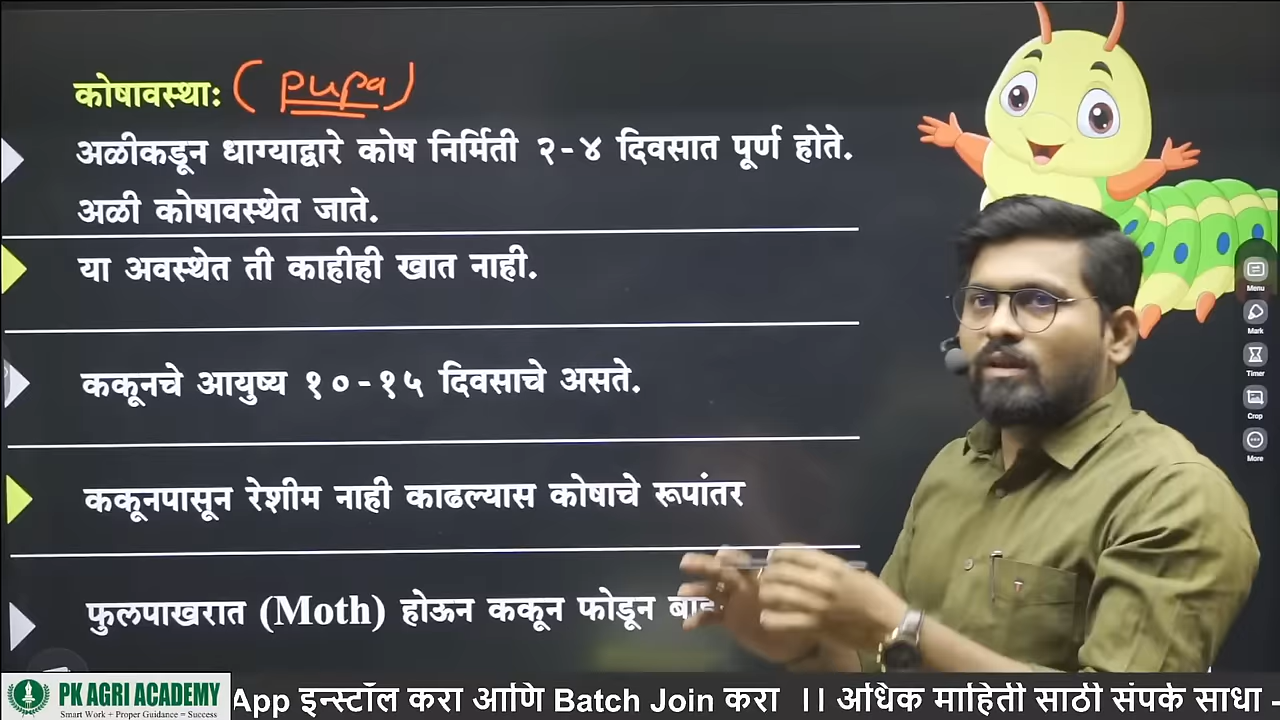 कोषावस्थाः (pupa)
अळीकडून धाग्याद्वारे कोष निर्मिती २-४ दिवसात पूर्ण होते.
अळी कोषावस्थेत जाते.
या अवस्थेत ती काहीही खात नाही.
ककूनचे आयुष्य १०-१५ दिवसाचे असते.
ककूनपासून रेशीम नाही काढल्यास कोषाचे रूपांतर
फुलपाखरात (Moth) होऊन ककून फोडून
Menu
Mark
Timer
Crop
More
PK AGRI ACADEMY
Smart Work + Proper Guidance = Success
App इन्स्टॉल करा आणि Batch Join करा ।। अधिक माहिती साठी संपर्क साधा -